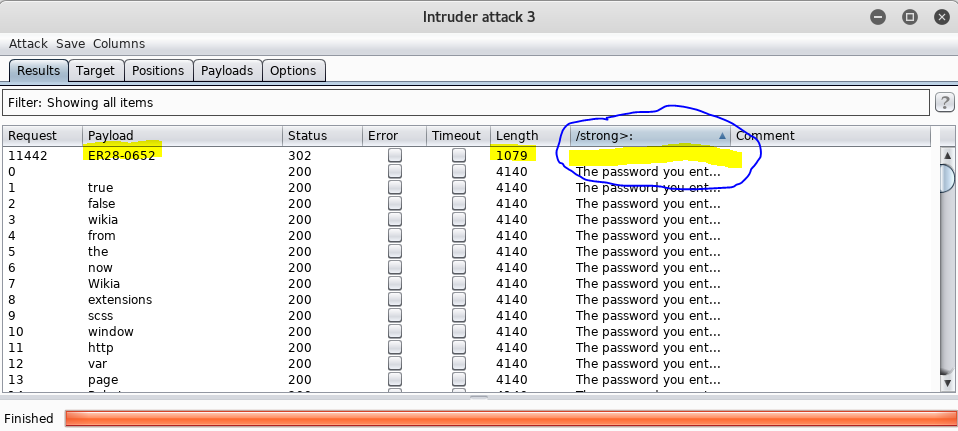 Intruder attack 3
Attack Save Columns
Results Target Positions Payloads Options
Filter: Showing all items ?
Request Payload Status Error Timeout Length /strong>: Comment
11442 ER28-0652 302 1079
0 200 4140 The password you ent...
1 true 200 4140 The password you ent...
2 false 200 4140 The password you ent...
3 wikia 200 4140 The password you ent...
4 from 200 4140 The password you ent...
5 the 200 4140 The password you ent...
6 now 200 4140 The password you ent...
7 Wikia 200 4140 The password you ent...
8 extensions 200 4140 The password you ent...
9 scss 200 4140 The password you ent...
10 window 200 4140 The password you ent...
11 http 200 4140 The password you ent...
12 var 200 4140 The password you ent...
13 page 200 4140 The password you ent...
Finished